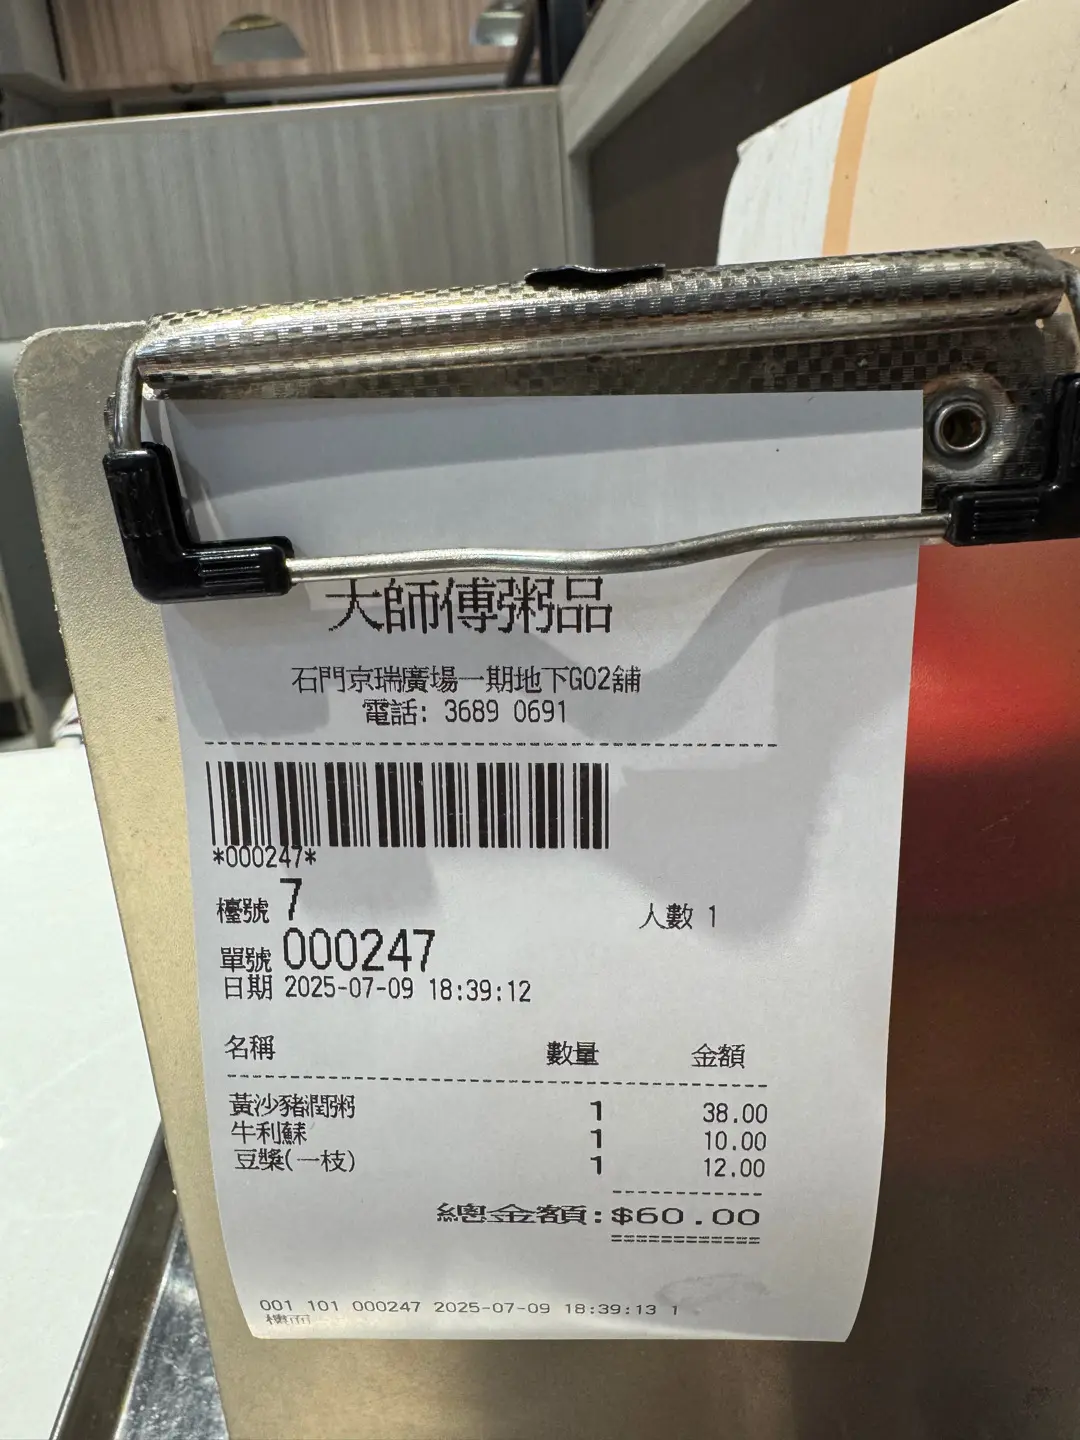 大師傅粥品
石門京瑞廣場一期地下G02舖
電話: 3689 0691
*000247*
檯號 7
人數 1
單號 000247
日期 2025-07-09 18:39:12
名稱 數量 金額
黃沙豬潤粥 1 38.00
牛利酥 1 10.00
豆漿(一枝) 1 12.00
總金額:$60.00
001 101 000247 2025-07-09 18:39:13 1
樓面